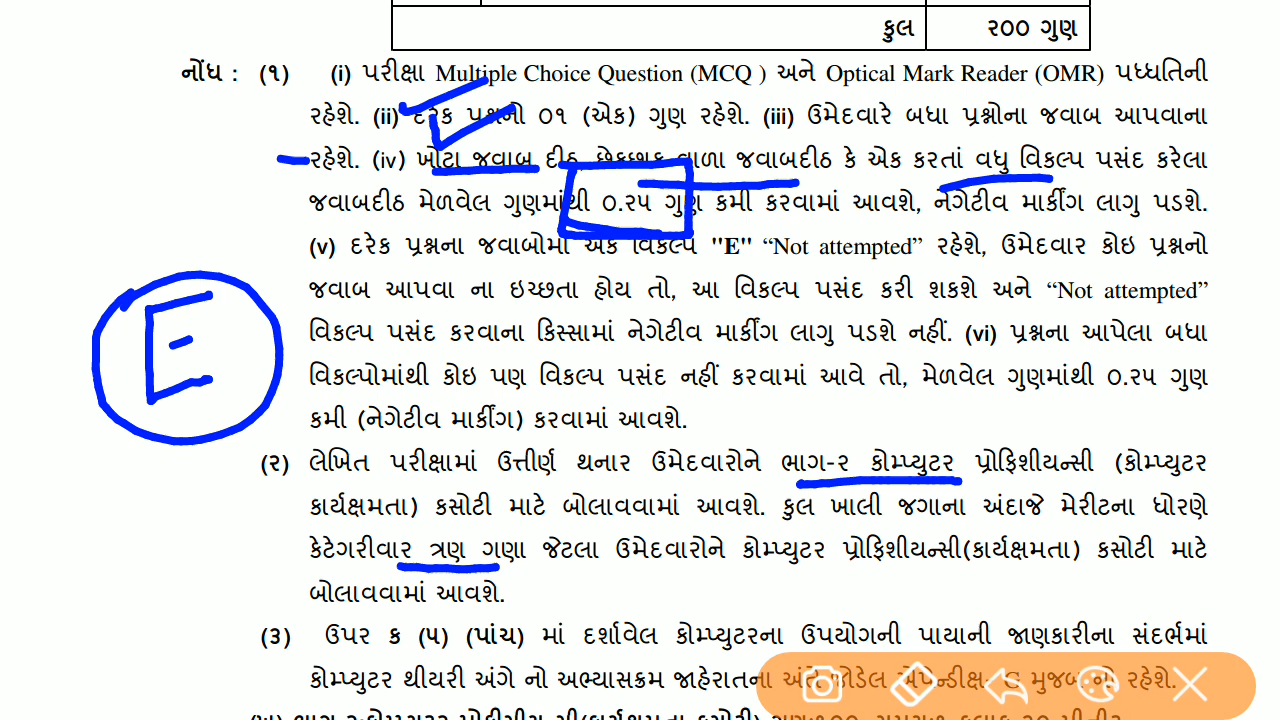 કુલ ૨૦૦ ગુણ
નોંધ : (૧) (i) પરીક્ષા Multiple Choice Question (MCQ ) અને Optical Mark Reader (OMR) પધ્ધતિની
રહેશે. (ii) દરેક પ્રશ્નનો ૦૧ (એક) ગુણ રહેશે. (iii) ઉમેદવારે બધા પ્રશ્નોના જવાબ આપવાના
રહેશે. (iv) ખોટા જવાબ દીઠ, છેકછાક વાળા જવાબદીઠ કે એક કરતાં વધુ વિકલ્પ પસંદ કરેલા
જવાબદીઠ મેળવેલ ગુણમાંથી ૦.૨૫ ગુણ કમી કરવામાં આવશે, નેગેટીવ માર્કીંગ લાગુ પડશે.
(v) દરેક પ્રશ્નના જવાબોમાં એક વિકલ્પ "E" “Not attempted” રહેશે, ઉમેદવાર કોઇ પ્રશ્નનો
જવાબ આપવા ના ઇચ્છતા હોય તો, આ વિકલ્પ પસંદ કરી શકશે અને “Not attempted”
E
વિકલ્પ પસંદ કરવાના કિસ્સામાં નેગેટીવ માર્કીંગ લાગુ પડશે નહીં. (vi) પ્રશ્નના આપેલા બધા
વિકલ્પોમાંથી કોઇ પણ વિકલ્પ પસંદ નહીં કરવામાં આવે તો, મેળવેલ ગુણમાંથી ૦.૨૫ ગુણ
કમી (નેગેટીવ માર્કીંગ) કરવામાં આવશે.
(૨) લેખિત પરીક્ષામાં ઉત્તીર્ણ થનાર ઉમેદવારોને ભાગ-૨ કોમ્પ્યુટર પ્રોફિશીયન્સી (કોમ્પ્યુટર
કાર્યક્ષમતા) કસોટી માટે બોલાવવામાં આવશે. કુલ ખાલી જગાના અંદાજે મેરીટના ધોરણે
કેટેગરીવાર ત્રણ ગણા જેટલા ઉમેદવારોને કોમ્પ્યુટર પ્રોફિશીયન્સી(કાર્યક્ષમતા) કસોટી માટે
બોલાવવામાં આવશે.
(૩) ઉપર ક (૫) (પાંચ) માં દર્શાવેલ કોમ્પ્યુટરના ઉપયોગની પાયાની જાણકારીના સંદર્ભમાં
કોમ્પ્યુટર થીયરી અંગે નો અભ્યાસક્રમ જાહેરાતના અંતે જોડેલ એપેન્ડીક્ષ- C મુજબ નો રહેશે.